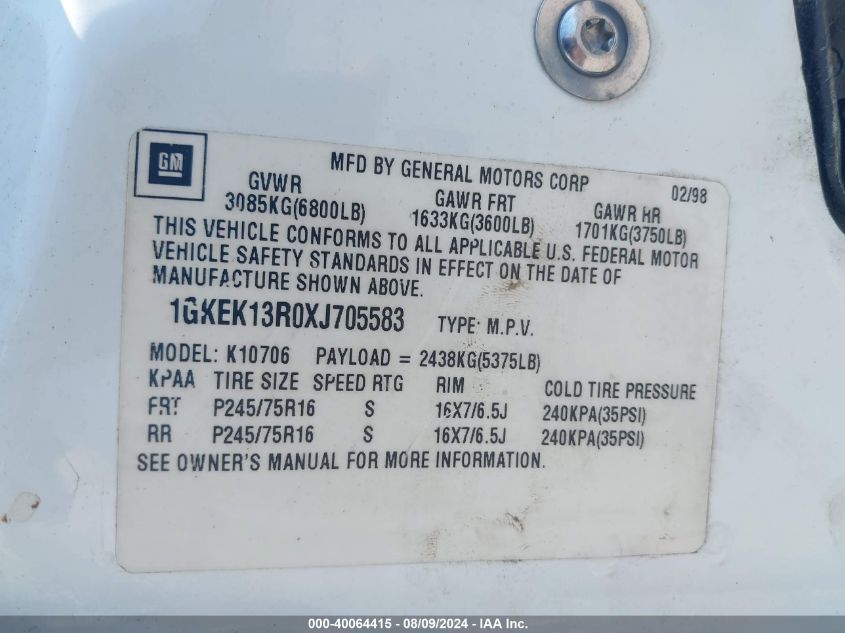 GM
MFD BY GENERAL MOTORS CORP 02/98
GVWR GAWR FRT GAWR RR
3085KG(6800LB) 1633KG(3600LB) 1701KG(3750LB)
THIS VEHICLE CONFORMS TO ALL APPLICABLE U.S. FEDERAL MOTOR
VEHICLE SAFETY STANDARDS IN EFFECT ON THE DATE OF
MANUFACTURE SHOWN ABOVE.
1GKEK13R0XJ705583 TYPE: M.P.V.
MODEL: K10706 PAYLOAD = 2438KG(5375LB)
KPAA TIRE SIZE SPEED RTG RIM COLD TIRE PRESSURE
FRT P245/75R16 S 16X7/6.5J 240KPA(35PSI)
RR P245/75R16 S 16X7/6.5J 240KPA(35PSI)
SEE OWNER'S MANUAL FOR MORE INFORMATION.
000-40064415 - 08/09/2024 - IAA Inc.